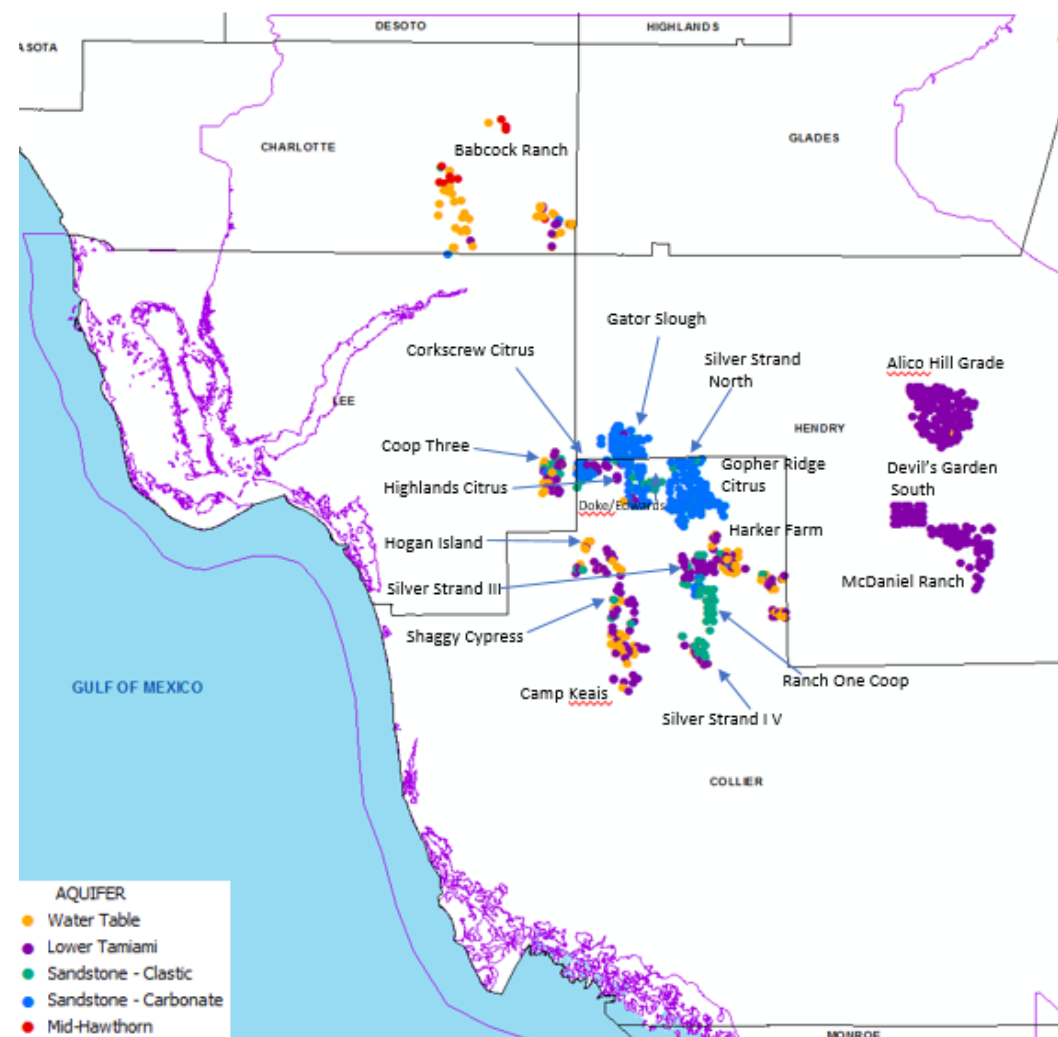 DESOTO
HIGHLANDS
ASOTA
CHARLOTTE
Babcock Ranch
GLADES
Gator Slough
Corkscrew Citrus
Silver Strand
North
Alico Hill Grade
LEE
HENDRY
Coop Three
Gopher Ridge
Citrus
Devil's Garden
South
Highlands Citrus
Doke/Edwards
Harker Farm
Hogan Island
McDaniel Ranch
Silver Strand III
Shaggy Cypress
Ranch One Coop
Camp Keais
Silver Strand I V
GULF OF MEXICO
COLLIER
AQUIFER
Water Table
Lower Tamiami
Sandstone - Clastic
Sandstone - Carbonate
Mid-Hawthorn
MONROE